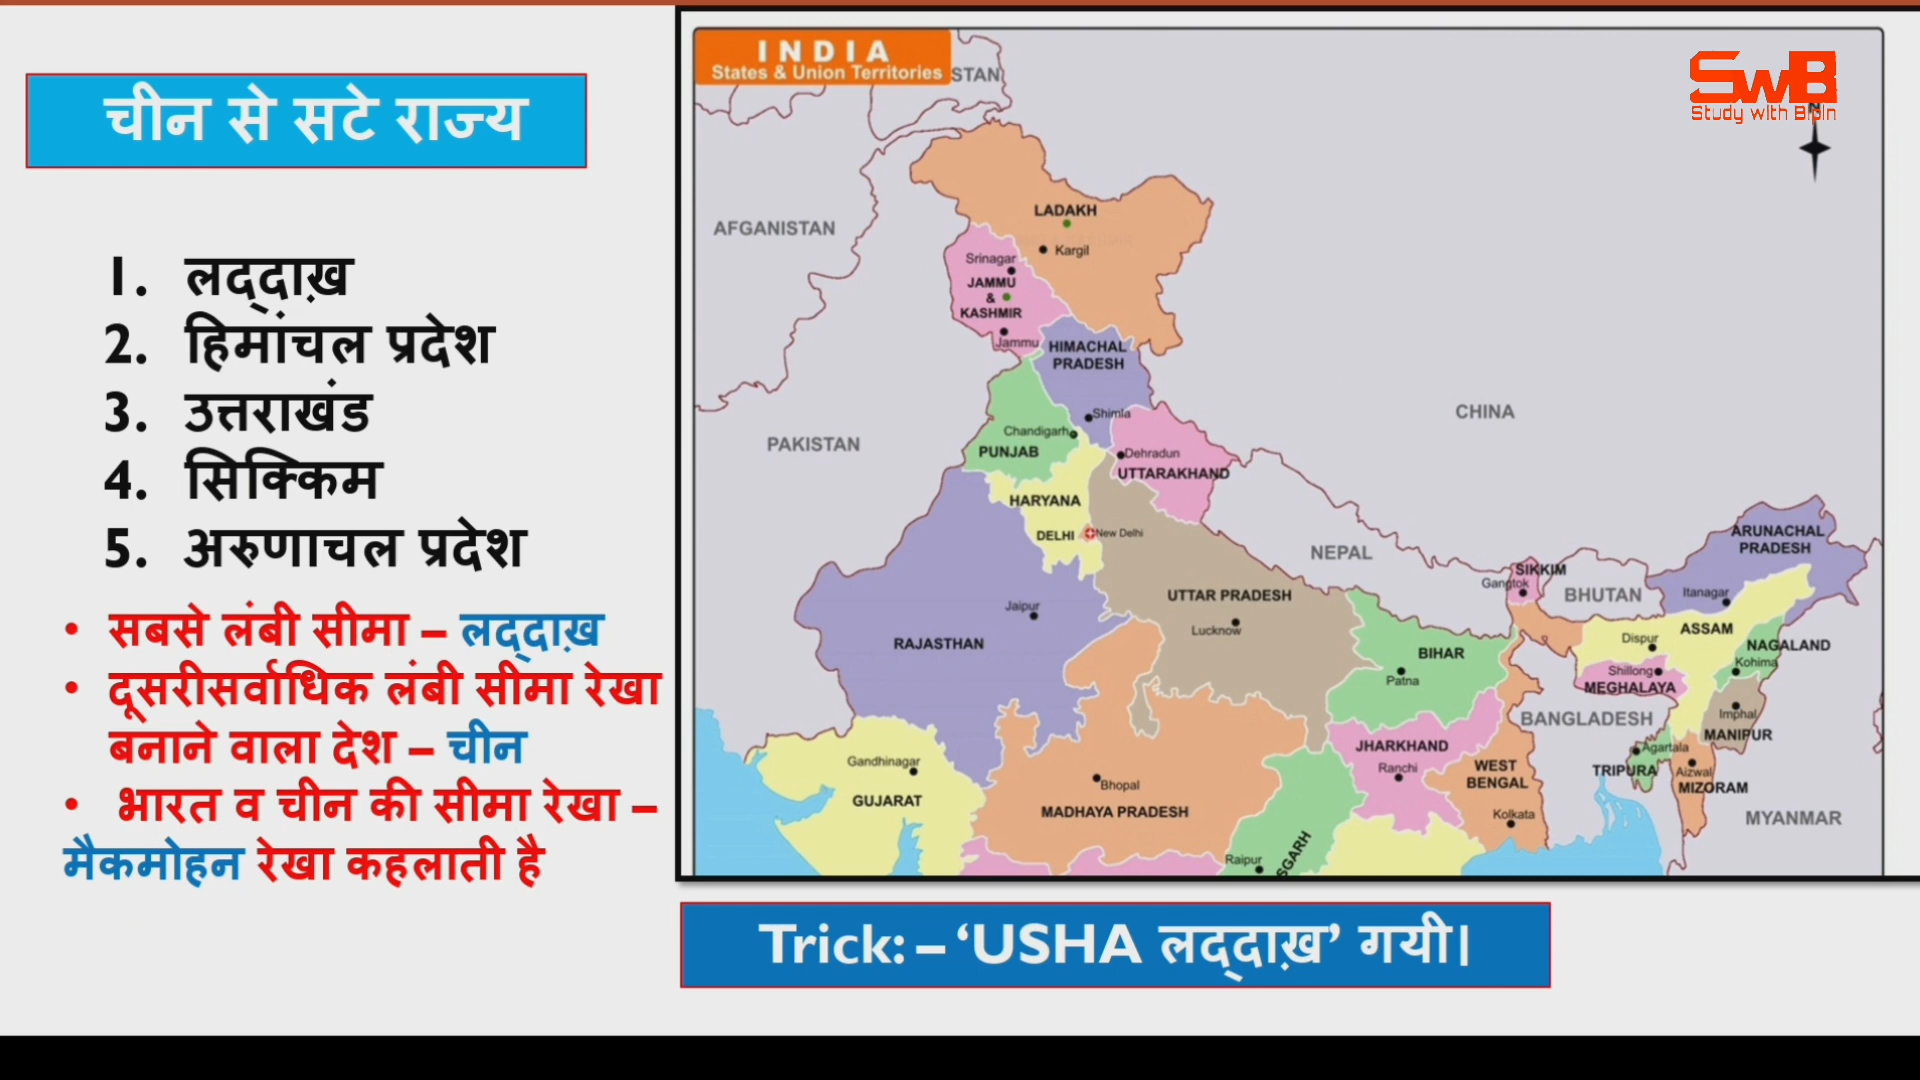 चीन से सटे राज्य
1. लद्दाख़
2. हिमांचल प्रदेश
3. उत्तराखंड
4. सिक्किम
5. अरुणाचल प्रदेश
• सबसे लंबी सीमा – लद्दाख़
• दूसरीसर्वाधिक लंबी सीमा रेखा
बनाने वाला देश – चीन
• भारत व चीन की सीमा रेखा –
मैकमोहन रेखा कहलाती है
INDIA
States & Union Territories
STAN
SwB
Study with Bipin
N
AFGANISTAN
LADAKH
Kargil
Srinagar
JAMMU
&
KASHMIR
Jammu
HIMACHAL
PRADESH
Shimla
CHINA
Chandigarh
PAKISTAN
PUNJAB
Dehradun
UTTARAKHAND
HARYANA
DELHI
New Delhi
NEPAL
ARUNACHAL
PRADESH
SIKKIM
Gangtok
BHUTAN
Itanagar
UTTAR PRADESH
Lucknow
Jaipur
RAJASTHAN
BIHAR
Patna
ASSAM
Dispur
NAGALAND
Kohima
Shillong
MEGHALAYA
BANGLADESH
Imphal
MANIPUR
JHARKHAND
Ranchi
Agartala
TRIPURA
Aizwal
MIZORAM
WEST
BENGAL
Kolkata
Gandhinagar
GUJARAT
Bhopal
MADHAYA PRADESH
MYANMAR
Raipur
SGARH
Trick: – ‘USHA लद्दाख़’ गयी।